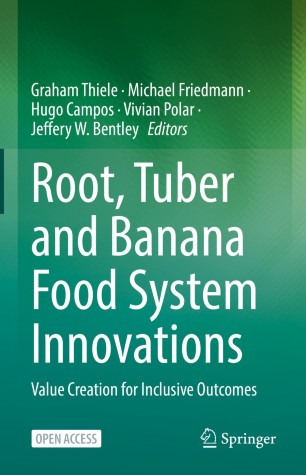 Graham Thiele · Michael Friedmann ·
Hugo Campos · Vivian Polar ·
Jeffery W. Bentley Editors
Root, Tuber
and Banana
Food System
Innovations
Value Creation for Inclusive Outcomes
OPEN ACCESS
Springer